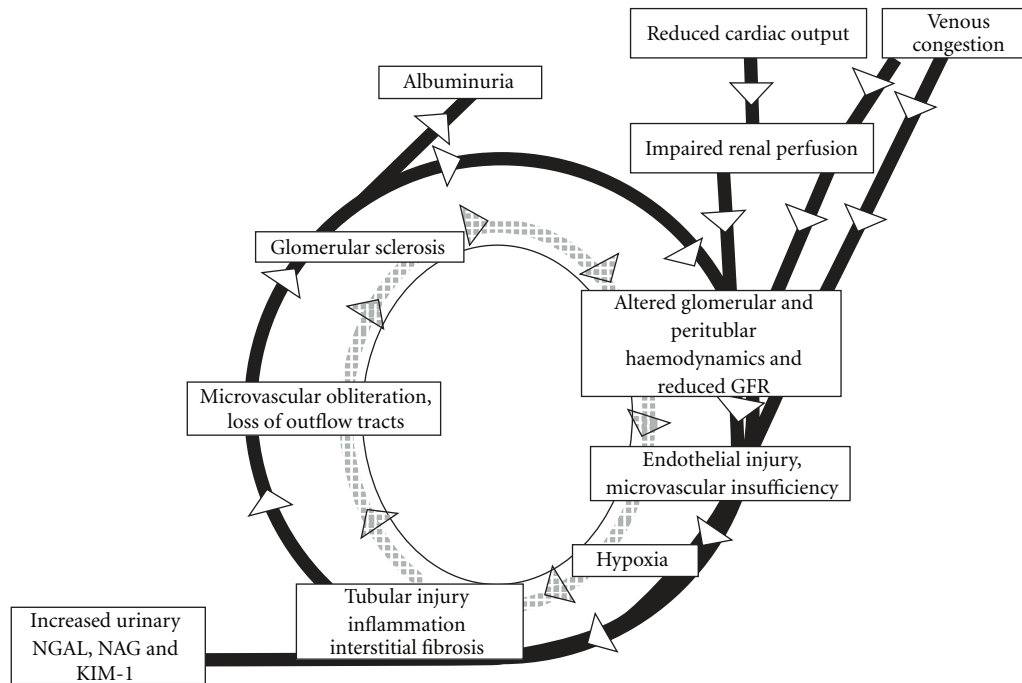 Reduced cardiac output
Venous
congestion
Albuminuria
Impaired renal perfusion
Glomerular sclerosis
Altered glomerular and
peritublar
haemodynamics and
reduced GFR
Microvascular obliteration,
loss of outflow tracts
Endothelial injury,
microvascular insufficiency
Hypoxia
Tubular injury
inflammation
interstitial fibrosis
Increased urinary
NGAL, NAG and
KIM-1